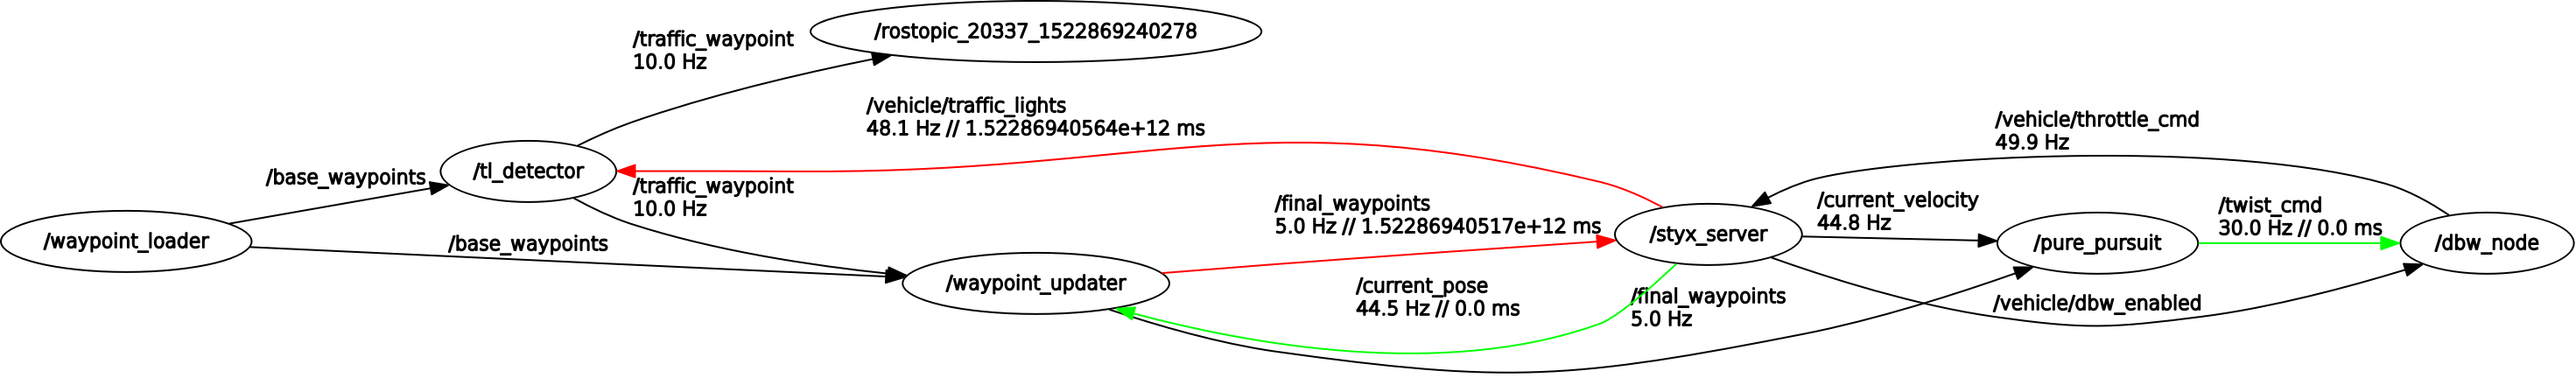 /traffic_waypoint
10.0 Hz
/rostopic_20337_1522869240278
/vehicle/traffic_lights
48.1 Hz // 1.52286940564e+12 ms
/vehicle/throttle_cmd
49.9 Hz
/base_waypoints
/tl_detector
/traffic_waypoint
10.0 Hz
/final_waypoints
5.0 Hz // 1.52286940517e+12 ms
/current_velocity
44.8 Hz
/twist_cmd
30.0 Hz // 0.0 ms
/waypoint_loader
/base_waypoints
/styx_server
/pure_pursuit
/dbw_node
/waypoint_updater
/current_pose
44.5 Hz // 0.0 ms
/final_waypoints
5.0 Hz
/vehicle/dbw_enabled